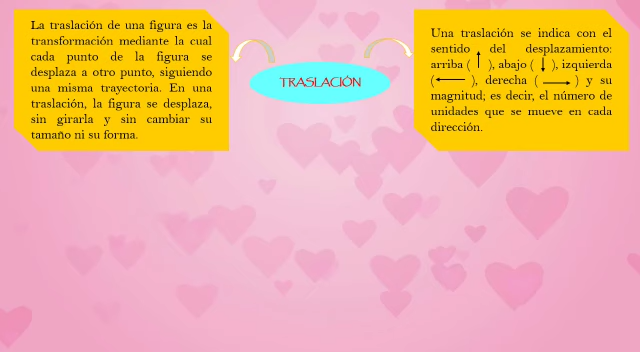 La traslación de una figura es la
transformación mediante la cual
cada punto de la figura se
desplaza a otro punto, siguiendo
una misma trayectoria. En una
traslación, la figura se desplaza,
sin girarla y sin cambiar su
tamaño ni su forma.
TRASLACIÓN
Una traslación se indica con el
sentido del desplazamiento:
arriba ( ↑ ), abajo ( ↓ ), izquierda
(←), derecha ( → ) y su
magnitud; es decir, el número de
unidades que se mueve en cada
dirección.